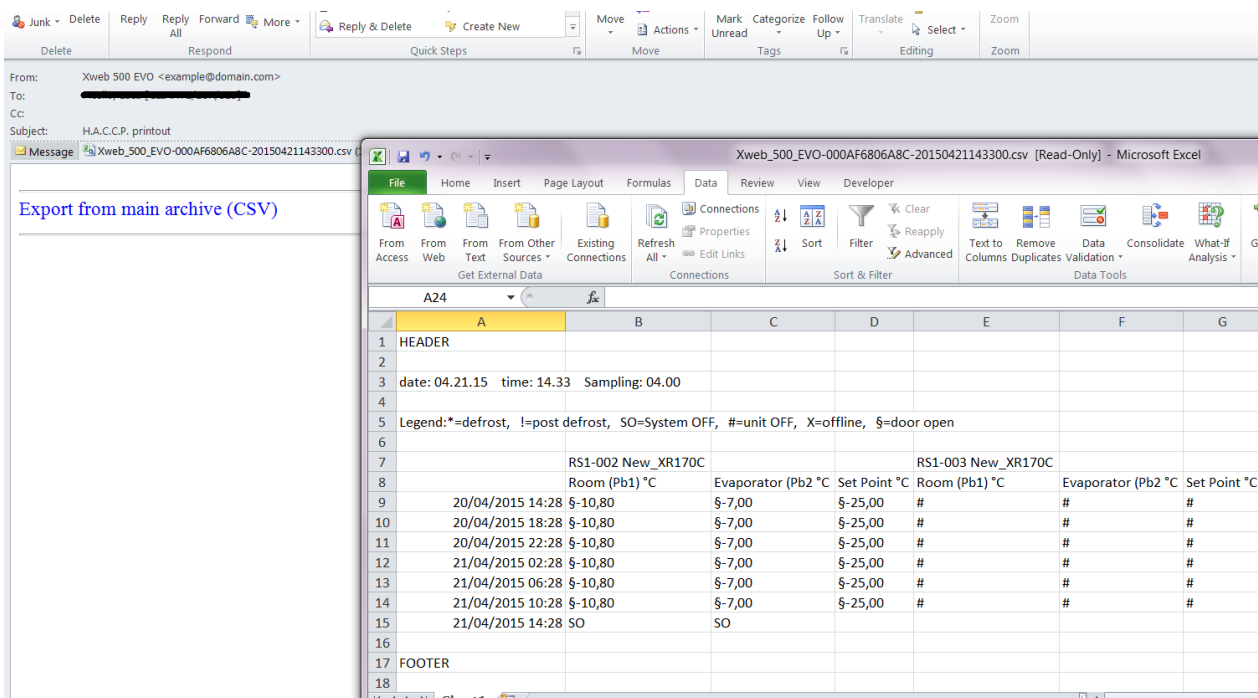 Junk Delete Reply Reply All Forward More Reply & Delete Create New Move Actions Mark Unread Categorize Follow Up Translate Select Zoom
Delete Respond Quick Steps Move Tags Editing Zoom
From: Xweb 500 EVO <example@domain.com>
To:
Cc:
Subject: H.A.C.C.P. printout
Message Xweb_500_EVO-000AF6806A8C-20150421143300.csv
Export from main archive (CSV)
Xweb_500_EVO-000AF6806A8C-20150421143300.csv [Read-Only] - Microsoft Excel
File Home Insert Page Layout Formulas Data Review View Developer
From Access From Web From Text From Other Sources Existing Connections Refresh All Connections Properties Edit Links Sort Filter Clear Reapply Advanced Text to Columns Remove Duplicates Data Validation Consolidate What-If Analysis
Get External Data Connections Sort & Filter Data Tools
A24 fx
A B C D E F G
1 HEADER
2
3 date: 04.21.15 time: 14.33 Sampling: 04.00
4
5 Legend:*=defrost, !=post defrost, SO=System OFF, #=unit OFF, X=offline, §=door open
6
7 RS1-002 New_XR170C RS1-003 New_XR170C
8 Room (Pb1) °C Evaporator (Pb2 °C Set Point °C Room (Pb1) °C Evaporator (Pb2 °C Set Point °C
9 20/04/2015 14:28 §-10,80 §-7,00 §-25,00 # # #
10 20/04/2015 18:28 §-10,80 §-7,00 §-25,00 # # #
11 20/04/2015 22:28 §-10,80 §-7,00 §-25,00 # # #
12 21/04/2015 02:28 §-10,80 §-7,00 §-25,00 # # #
13 21/04/2015 06:28 §-10,80 §-7,00 §-25,00 # # #
14 21/04/2015 10:28 §-10,80 §-7,00 §-25,00 # # #
15 21/04/2015 14:28 SO SO
16
17 FOOTER
18